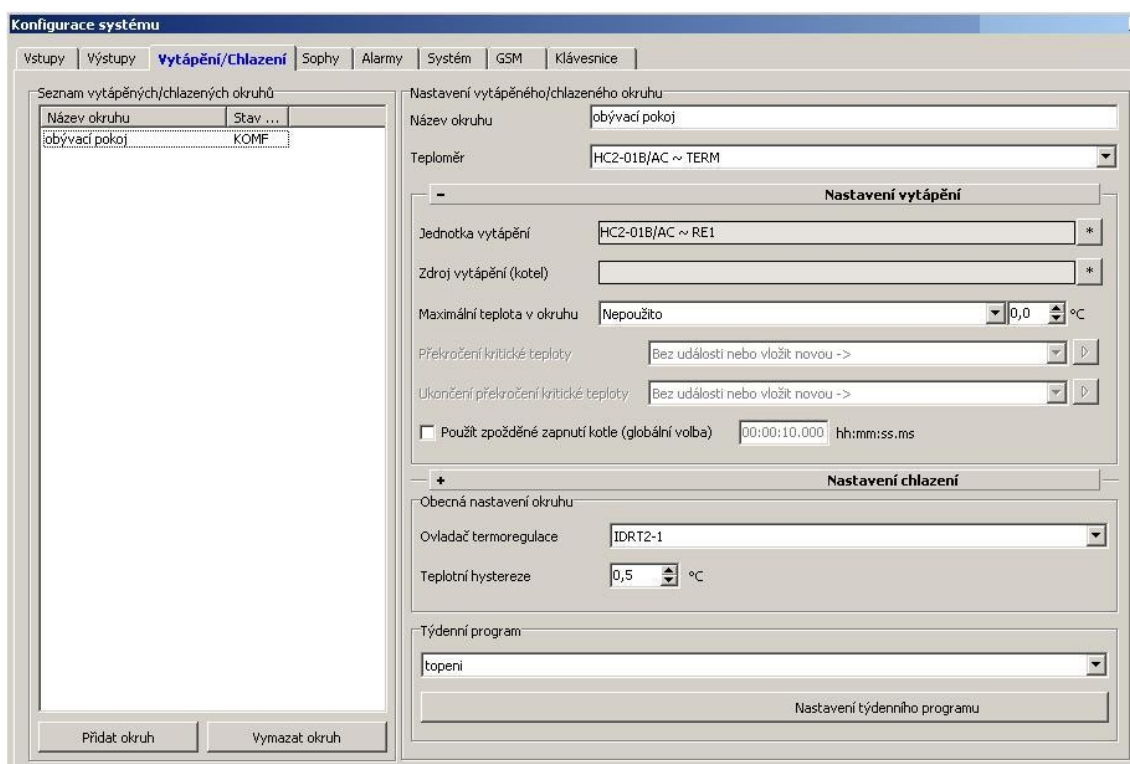 Konfigurace systému
Vstupy Výstupy Vytápění/Chlazení Sophy Alarmy Systém GSM Klávesnice
Seznam vytápěných/chlazených okruhů
Název okruhu Stav ...
obývací pokoj KOMF
Přidat okruh Vymazat okruh
Nastavení vytápěného/chlazeného okruhu
Název okruhu obývací pokoj
Teploměr HC2-01B/AC ~ TERM
- Nastavení vytápění
Jednotka vytápění HC2-01B/AC ~ RE1 *
Zdroj vytápění (kotel) *
Maximální teplota v okruhu Nepoužito 0,0 °C
Překročení kritické teploty Bez události nebo vložit novou ->
Ukončení překročení kritické teploty Bez události nebo vložit novou ->
Použít zpožděné zapnutí kotle (globální volba) 00:00:10.000 hh:mm:ss.ms
+ Nastavení chlazení
Obecná nastavení okruhu
Ovladač termoregulace IDRT2-1
Teplotní hystereze 0,5 °C
Týdenní program
topeni
Nastavení týdenního programu